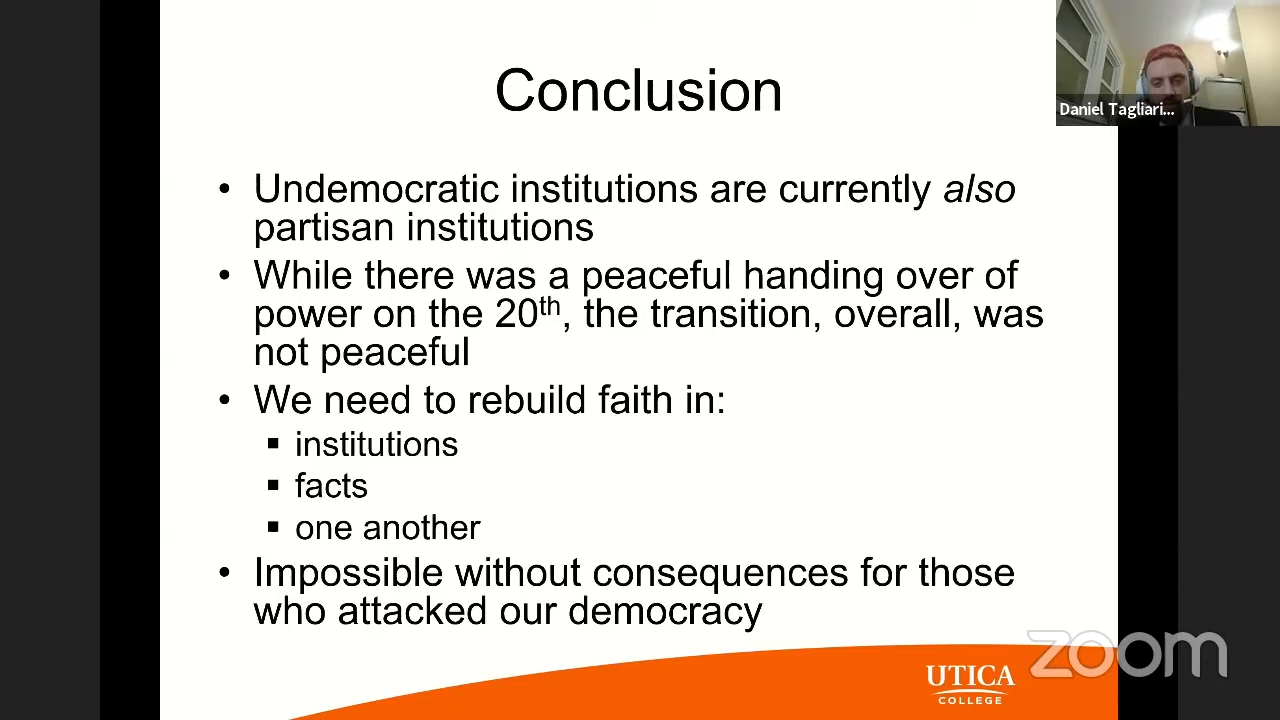 Conclusion
Daniel Tagliari...
• Undemocratic institutions are currently also
partisan institutions
• While there was a peaceful handing over of
power on the 20th, the transition, overall, was
not peaceful
• We need to rebuild faith in:
▪ institutions
▪ facts
▪ one another
• Impossible without consequences for those
who attacked our democracy
zoom
UTICA
COLLEGE